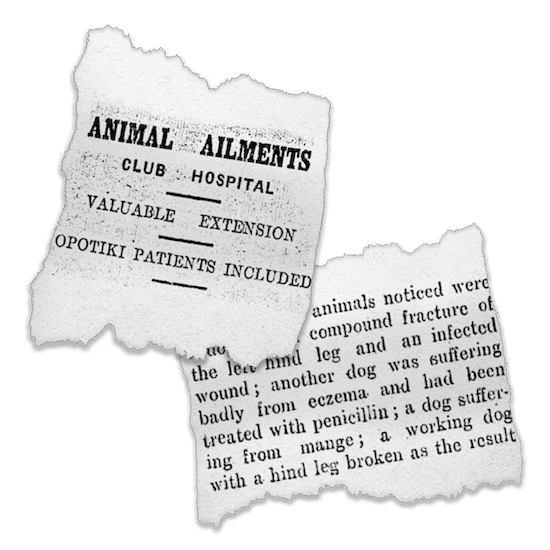 ANIMAL AILMENTS
CLUB HOSPITAL
VALUABLE EXTENSION
OPOTIKI PATIENTS INCLUDED
animals noticed were
compound fracture of
the left hind leg and an infected
wound; another dog was suffering
badly from eczema and had been
treated with penicillin; a dog suffer-
ing from mange; a working dog
with a hind leg broken as the result